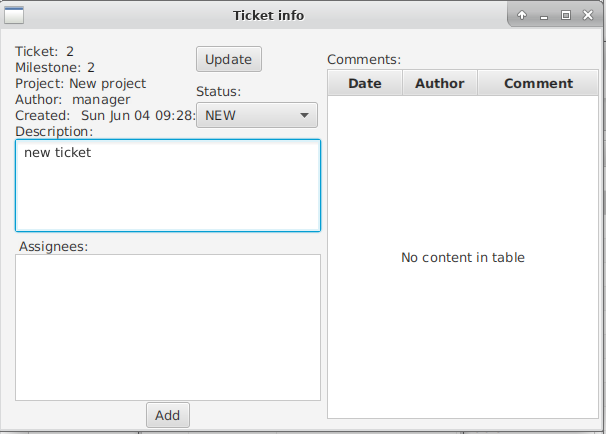 Ticket info
Ticket: 2
Milestone: 2
Project: New project
Author: manager
Created: Sun Jun 04 09:28:
Description:
new ticket
Assignees:
Add
Update
Status:
NEW
Comments:
Date Author Comment
No content in table